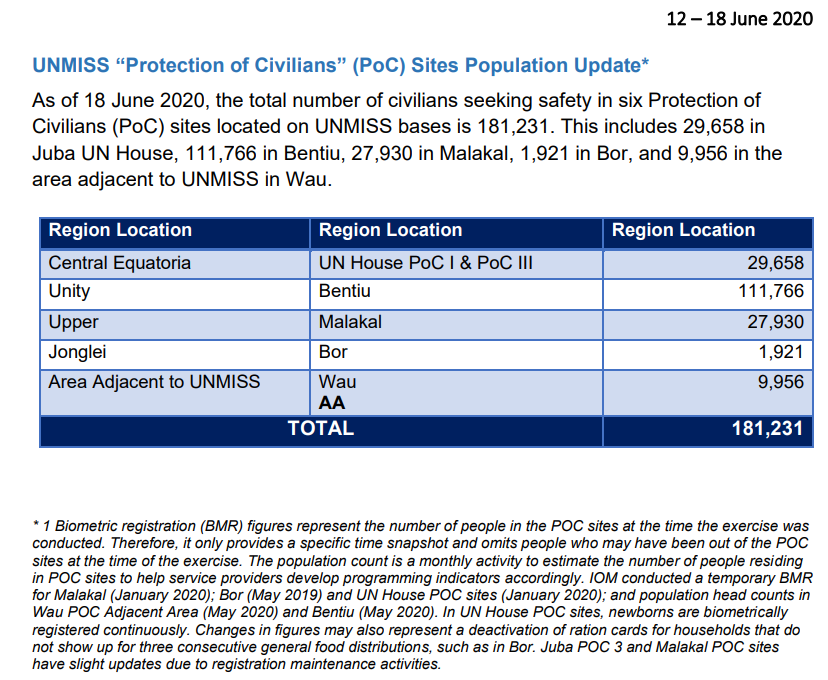 12 – 18 June 2020
UNMISS “Protection of Civilians” (PoC) Sites Population Update*
As of 18 June 2020, the total number of civilians seeking safety in six Protection of
Civilians (PoC) sites located on UNMISS bases is 181,231. This includes 29,658 in
Juba UN House, 111,766 in Bentiu, 27,930 in Malakal, 1,921 in Bor, and 9,956 in the
area adjacent to UNMISS in Wau.
Region Location Region Location Region Location
Central Equatoria UN House PoC I & PoC III 29,658
Unity Bentiu 111,766
Upper Malakal 27,930
Jonglei Bor 1,921
Area Adjacent to UNMISS Wau 9,956
AA
TOTAL 181,231
* 1 Biometric registration (BMR) figures represent the number of people in the POC sites at the time the exercise was
conducted. Therefore, it only provides a specific time snapshot and omits people who may have been out of the POC
sites at the time of the exercise. The population count is a monthly activity to estimate the number of people residing
in POC sites to help service providers develop programming indicators accordingly. IOM conducted a temporary BMR
for Malakal (January 2020); Bor (May 2019) and UN House POC sites (January 2020); and population head counts in
Wau POC Adjacent Area (May 2020) and Bentiu (May 2020). In UN House POC sites, newborns are biometrically
registered continuously. Changes in figures may also represent a deactivation of ration cards for households that do
not show up for three consecutive general food distributions, such as in Bor. Juba POC 3 and Malakal POC sites
have slight updates due to registration maintenance activities.